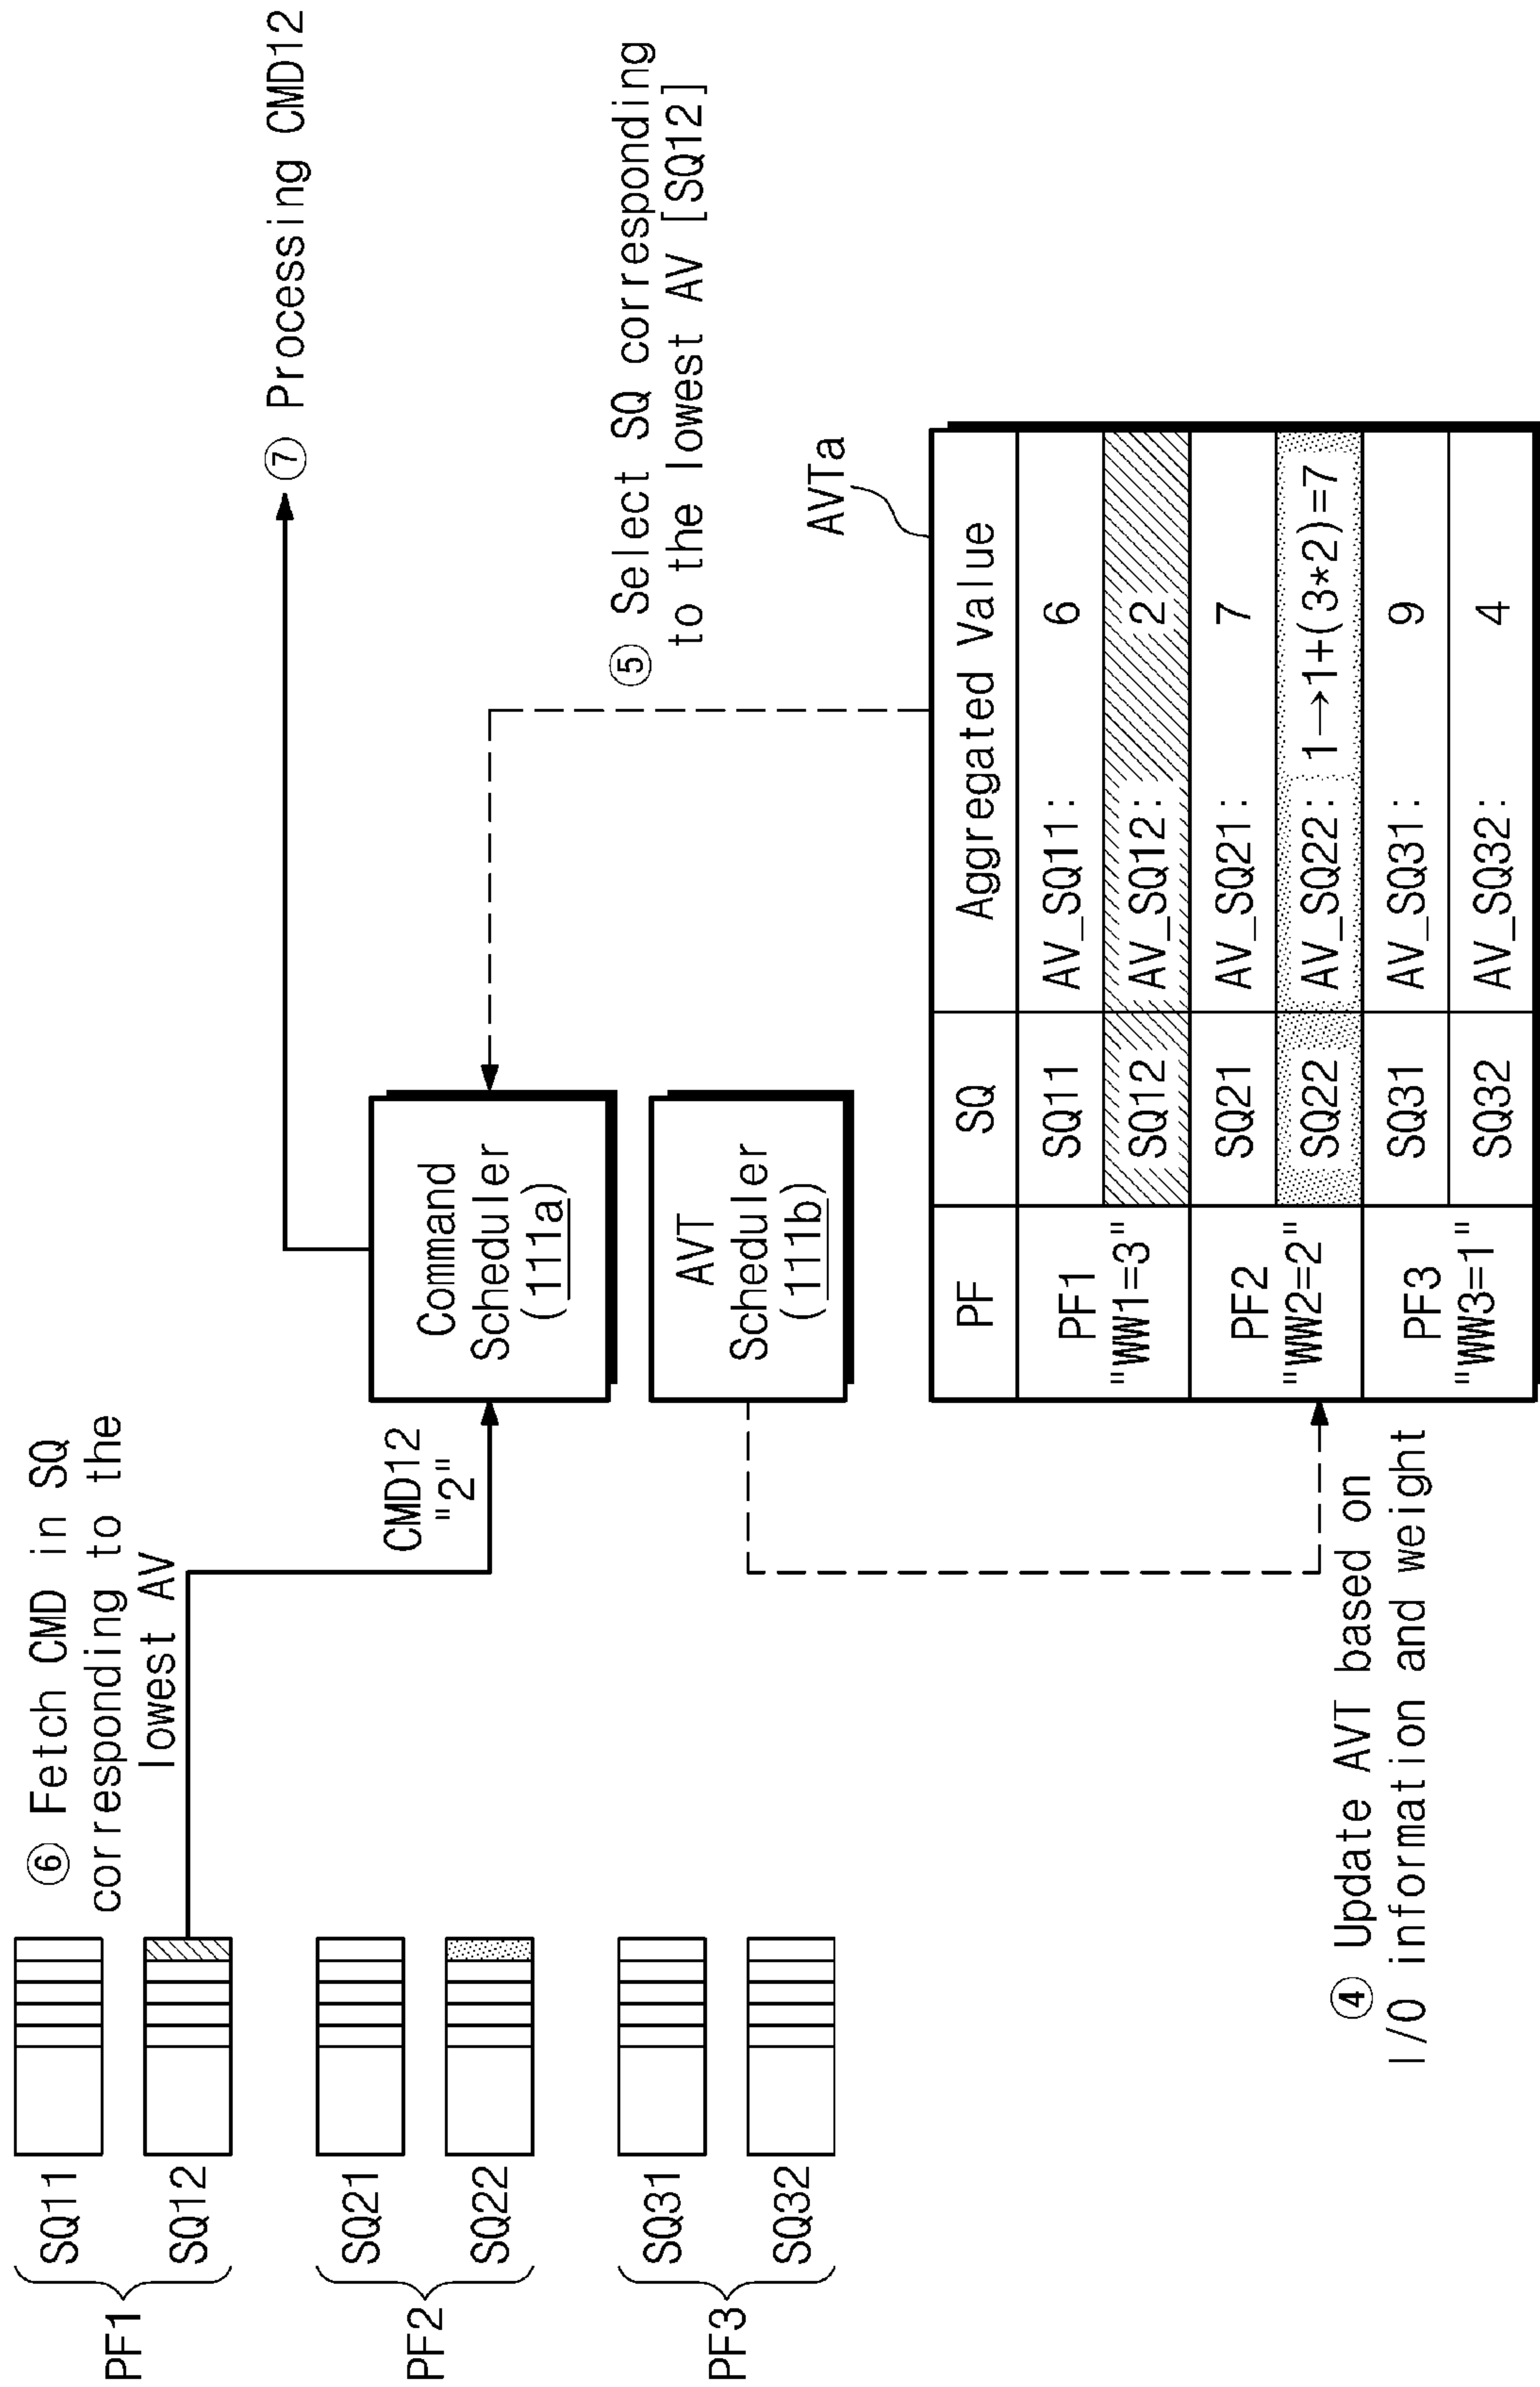 ⑥ Fetch CMD in SQ
corresponding to the
lowest AV
⑦ Processing CMD12
PF1
SQ11
SQ12
PF2
SQ21
SQ22
PF3
SQ31
SQ32
CMD12
"2"
Command
Scheduler
(111a)
AVT
Scheduler
(111b)
⑤ Select SQ corresponding
to the lowest AV [SQ12]
④ Update AVT based on
I/O information and weight
AVTa
PF SQ Aggregated Value
PF1
"WW1=3"
SQ11 AV_SQ11: 6
SQ12 AV_SQ12: 2
PF2
"WW2=2"
SQ21 AV_SQ21: 7
SQ22 AV_SQ22: 1→1+(3*2)=7
PF3
"WW3=1"
SQ31 AV_SQ31: 9
SQ32 AV_SQ32: 4